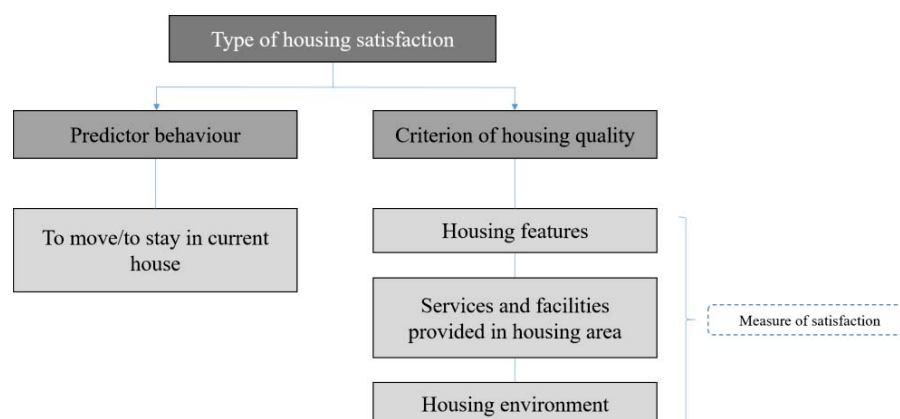 Type of housing satisfaction
Predictor behaviour
Criterion of housing quality
To move/to stay in current
house
Housing features
Services and facilities
provided in housing area
Measure of satisfaction
Housing environment